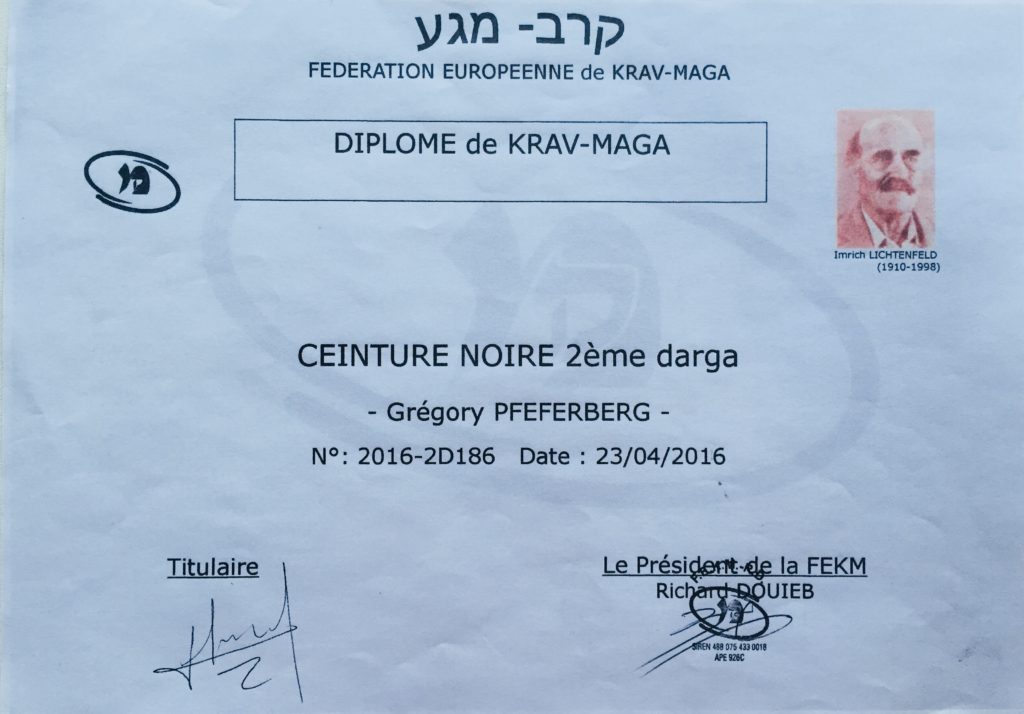 קרב- מגע
FEDERATION EUROPEENNE de KRAV-MAGA
DIPLOME de KRAV-MAGA
Imrich LICHTENFELD
(1910-1998)
CEINTURE NOIRE 2ème darga
- Grégory PFEFERBERG -
N°: 2016-2D186 Date : 23/04/2016
Titulaire
Le Président de la FEKM
Richard DOUIEB
SIREN 488 075 433 0018
APE 926C